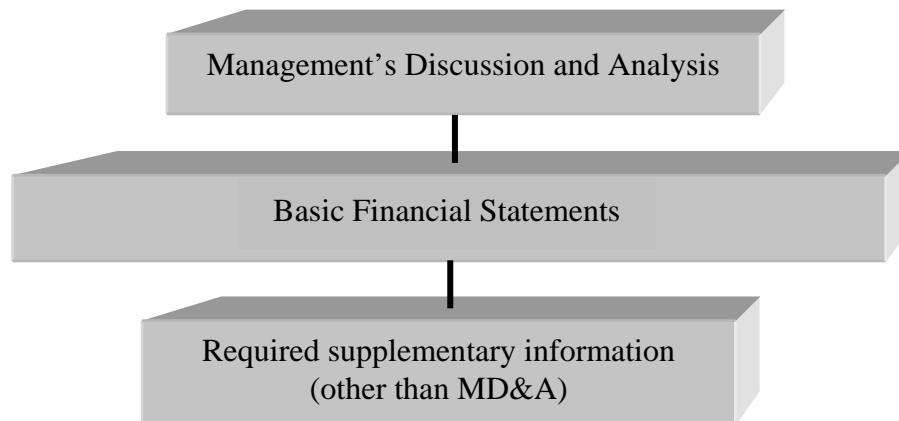 Management’s Discussion and Analysis
Basic Financial Statements
Required supplementary information
(other than MD&A)